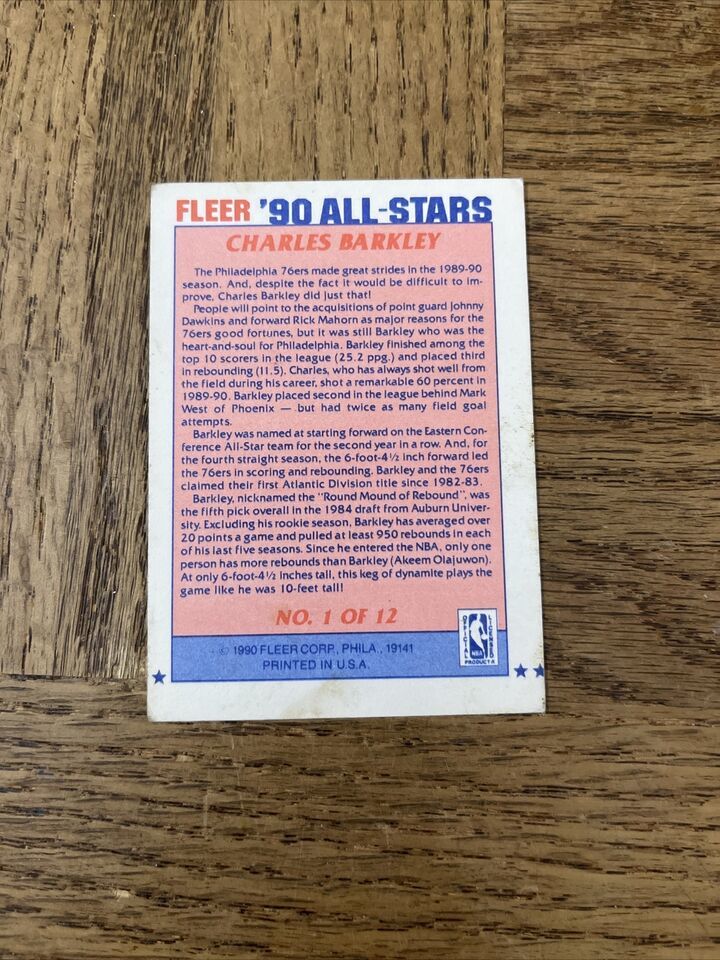 FLEER '90 ALL-STARS
CHARLES BARKLEY
The Philadelphia 76ers made great strides in the 1989-90
season. And, despite the fact it would be difficult to im-
prove, Charles Barkley did just that!
People will point to the acquisitions of point guard Johnny
Dawkins and forward Rick Mahorn as major reasons for the
76ers good fortunes, but it was still Barkley who was the
heart-and-soul for Philadelphia. Barkley finished among the
top 10 scorers in the league (25.2 ppg.) and placed third
in rebounding (11.5). Charles, who has always shot well from
the field during his career, shot a remarkable 60 percent in
1989-90. Barkley placed second in the league behind Mark
West of Phoenix — but had twice as many field goal
attempts.
Barkley was named at starting forward on the Eastern Con-
ference All-Star team for the second year in a row. And, for
the fourth straight season, the 6-foot-4½ inch forward led
the 76ers in scoring and rebounding. Barkley and the 76ers
claimed their first Atlantic Division title since 1982-83.
Barkley, nicknamed the "Round Mound of Rebound", was
the fifth pick overall in the 1984 draft from Auburn Univer-
sity. Excluding his rookie season, Barkley has averaged over
20 points a game and pulled at least 950 rebounds in each
of his last five seasons. Since he entered the NBA, only one
person has more rebounds than Barkley (Akeem Olajuwon).
At only 6-foot-4½ inches tall, this keg of dynamite plays the
game like he was 10-feet tall!
NO. 1 OF 12
© 1990 FLEER CORP., PHILA., 19141
PRINTED IN U.S.A.
OFFICIAL LICENSED
NBA
PRODUCT